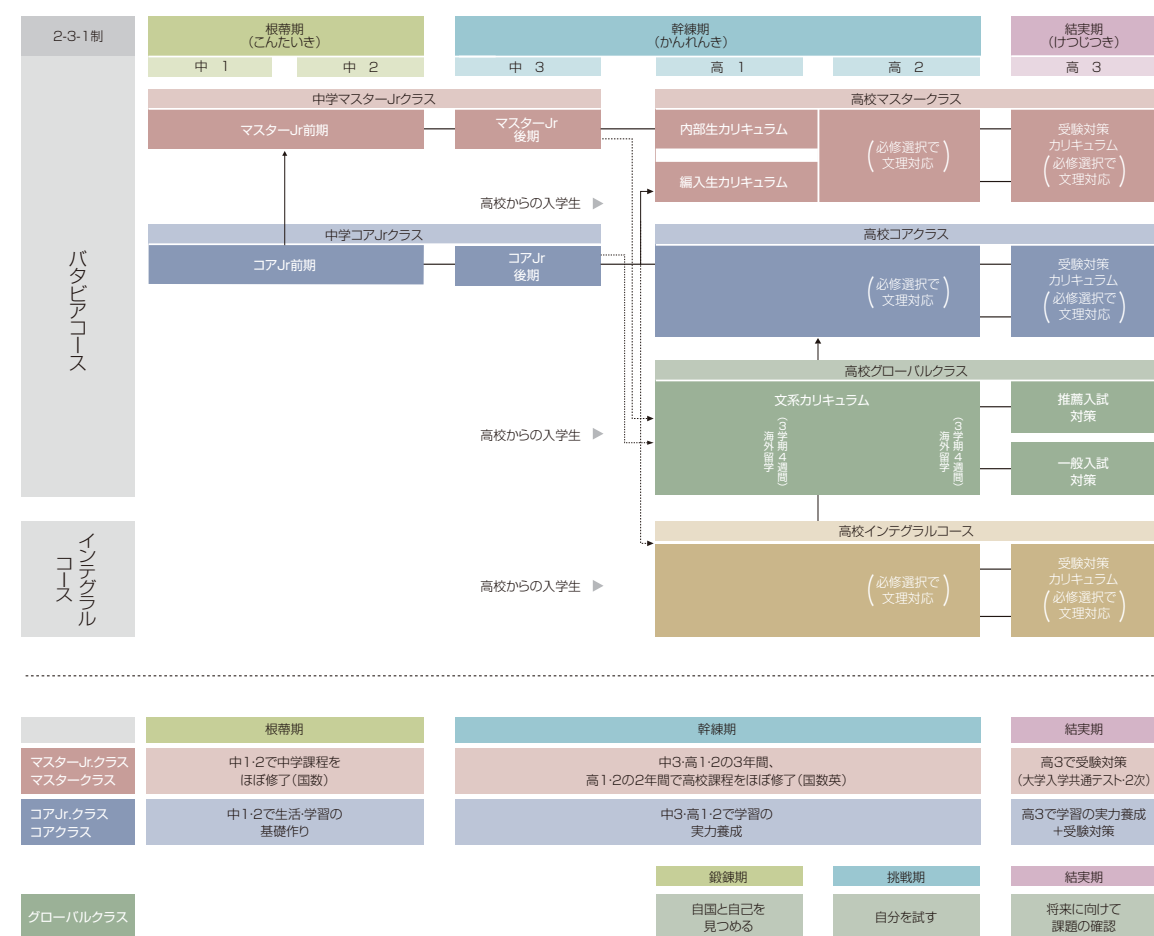 2-3-1制
根蔕期
（こんたいき）
幹練期
（かんれんき）
結実期
（けつじつき）
中 1
中 2
中 3
高 1
高 2
高 3
バタビアコース
中学マスターJrクラス
高校マスタークラス
マスターJr前期
マスターJr
後期
内部生カリキュラム
編入生カリキュラム
（必修選択で
文理対応）
受験対策
カリキュラム
（必修選択で
文理対応）
高校からの入学生 ▶
中学コアJrクラス
高校コアクラス
コアJr前期
コアJr
後期
（必修選択で
文理対応）
受験対策
カリキュラム
（必修選択で
文理対応）
高校グローバルクラス
文系カリキュラム
（3学期4週間）
海外留学
（3学期4週間）
海外留学
推薦入試
対策
一般入試
対策
高校からの入学生 ▶
インテグラル
コース
高校インテグラルコース
高校からの入学生 ▶
（必修選択で
文理対応）
受験対策
カリキュラム
（必修選択で
文理対応）
根蔕期
幹練期
結実期
マスターJr.クラス
マスタークラス
中1·2で中学課程を
ほぼ修了（国数）
中3·高1·2の3年間、
高1·2の2年間で高校課程をほぼ修了（国数英）
高3で受験対策
（大学入学共通テスト·2次）
コアJr.クラス
コアクラス
中1·2で生活·学習の
基礎作り
中3·高1·2で学習の
実力養成
高3で学習の実力養成
＋受験対策
鍛錬期
挑戦期
結実期
グローバルクラス
自国と自己を
見つめる
自分を試す
将来に向けて
課題の確認